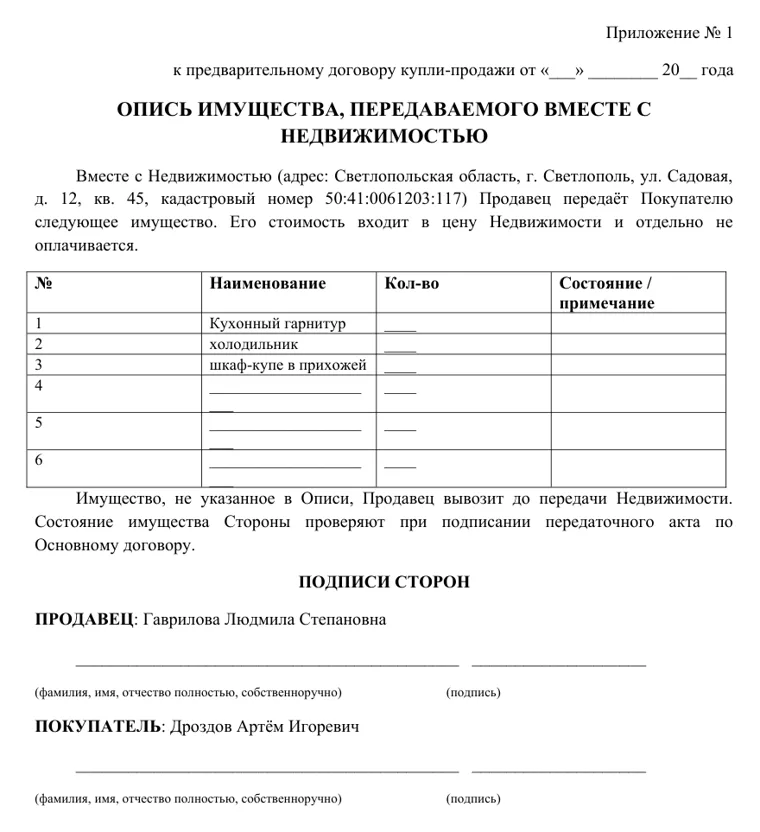 Приложение № 1
к предварительному договору купли-продажи от «___» ________ 20__ года
ОПИСЬ ИМУЩЕСТВА, ПЕРЕДАВАЕМОГО ВМЕСТЕ С
НЕДВИЖИМОСТЬЮ
Вместе с Недвижимостью (адрес: Светлопольская область, г. Светлополь, ул. Садовая,
д. 12, кв. 45, кадастровый номер 50:41:0061203:117) Продавец передаёт Покупателю
следующее имущество. Его стоимость входит в цену Недвижимости и отдельно не
оплачивается.
№ Наименование Кол-во Состояние /
примечание
1 Кухонный гарнитур ____
2 холодильник ____
3 шкаф-купе в прихожей ____
4 ___________________ ____
___
5 ___________________ ____
___
6 ___________________ ____
___
Имущество, не указанное в Описи, Продавец вывозит до передачи Недвижимости.
Состояние имущества Стороны проверяют при подписании передаточного акта по
Основному договору.
ПОДПИСИ СТОРОН
ПРОДАВЕЦ: Гаврилова Людмила Степановна
____________________________________________ ____________________
(фамилия, имя, отчество полностью, собственноручно) (подпись)
ПОКУПАТЕЛЬ: Дроздов Артём Игоревич
____________________________________________ ____________________
(фамилия, имя, отчество полностью, собственноручно) (подпись)